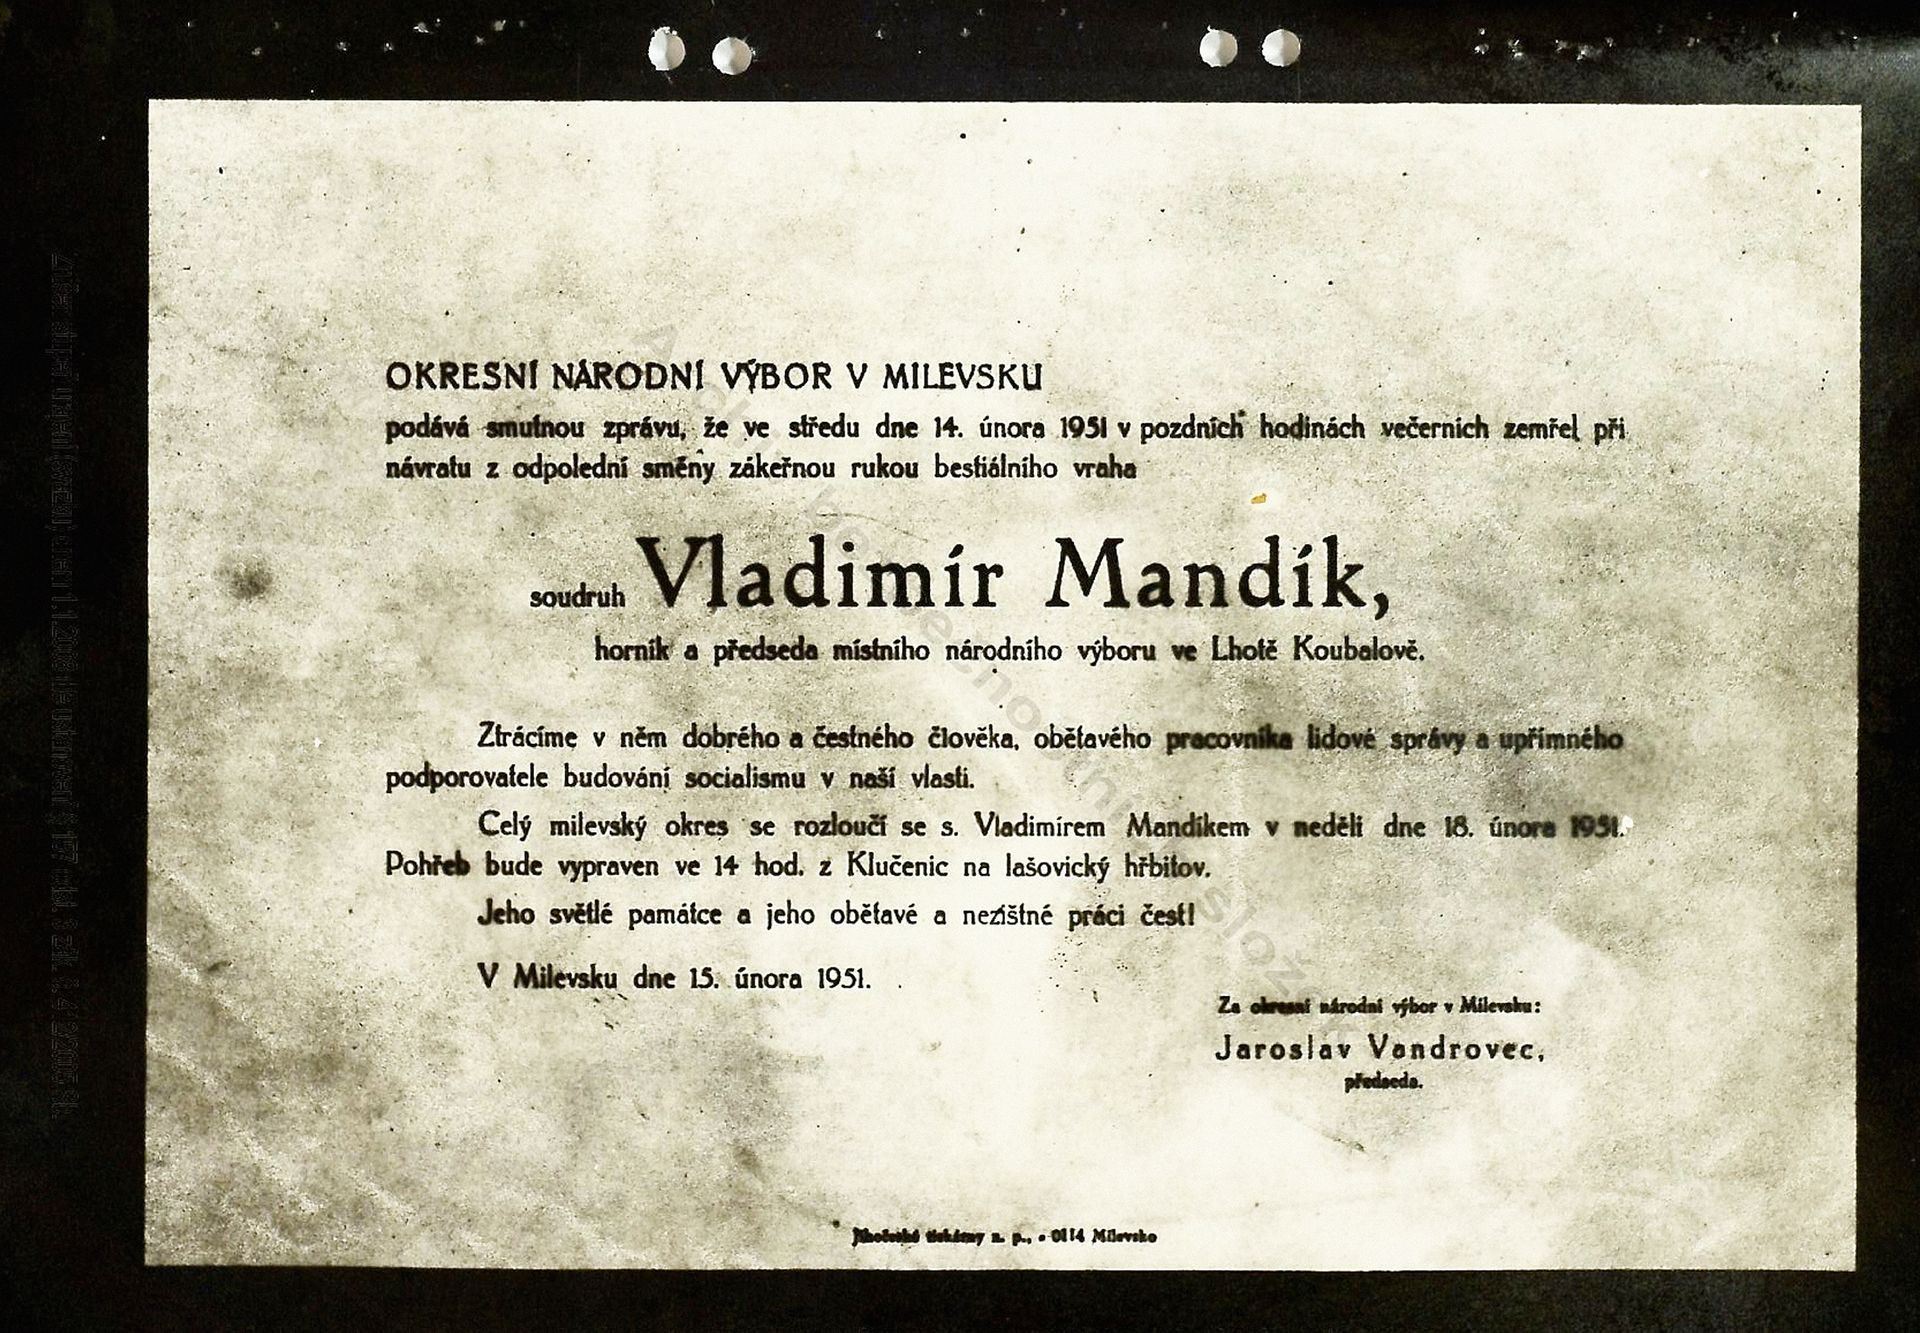 OKRESNÍ NÁRODNÍ VÝBOR V MILEVSKU
podává smutnou zprávu, že ve středu dne 14. února 1951 v pozdních hodinách večerních zemřel při
návratu z odpolední směny zákeřnou rukou bestiálního vraha
soudruh Vladimír Mandík,
horník a předseda místního národního výboru ve Lhotě Koubalově.
Ztrácíme v něm dobrého a čestného člověka, obětavého pracovníka lidové správy a upřímného
podporovatele budování socialismu v naší vlasti.
Celý milevský okres se rozloučí se s. Vladimírem Mandíkem v neděli dne 18. února 1951.
Pohřeb bude vypraven ve 14 hod. z Klučenic na lašovický hřbitov.
Jeho světlé památce a jeho obětavé a nezištné práci čest!
V Milevsku dne 15. února 1951.
Za okresní národní výbor v Milevsku:
Jaroslav Vandrovec,
předseda.
Jihočeské tiskárny n. p., - 0114 Milevsko